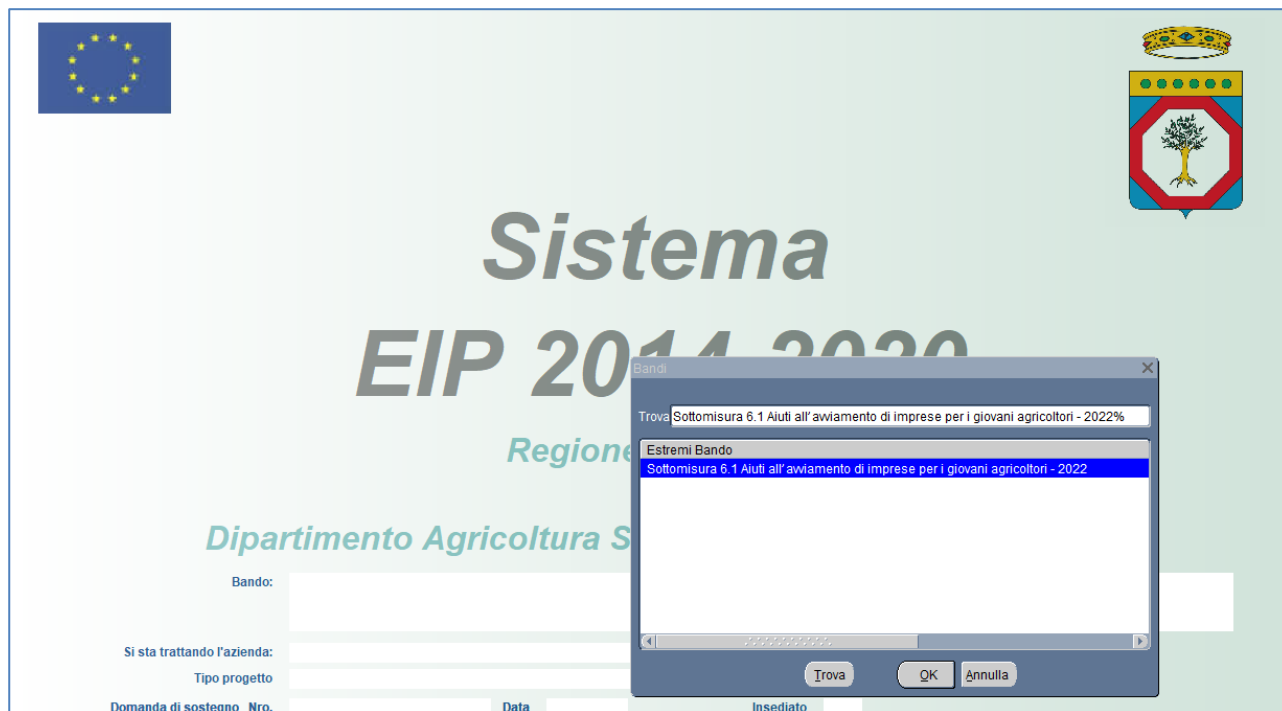 Sistema
EIP 2014-2020
Regione
Dipartimento Agricoltura S
Bandi
Trova Sottomisura 6.1 Aiuti all'avviamento di imprese per i giovani agricoltori - 2022%
Estremi Bando
Sottomisura 6.1 Aiuti all'avviamento di imprese per i giovani agricoltori - 2022
Trova OK Annulla
Bando:
Si sta trattando l'azienda:
Tipo progetto
Domanda di sostegno Nro. Data Insediato